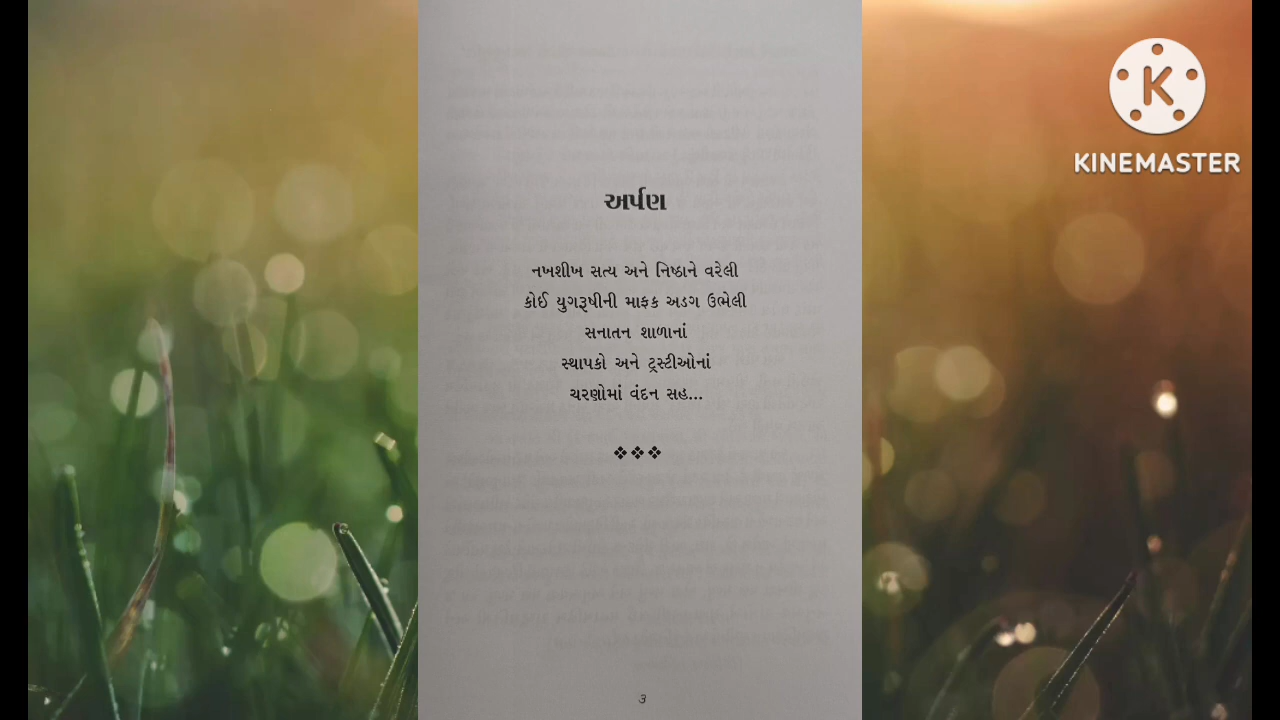 અર્પણ
નખશીખ સત્ય અને નિષ્ઠાને વરેલી
કોઈ યુગરૂષીની માફક અડગ ઉભેલી
સનાતન શાળાનાં
સ્થાપકો અને ટ્રસ્ટીઓનાં
ચરણોમાં વંદન સહ...
૩
K
KINEMASTER